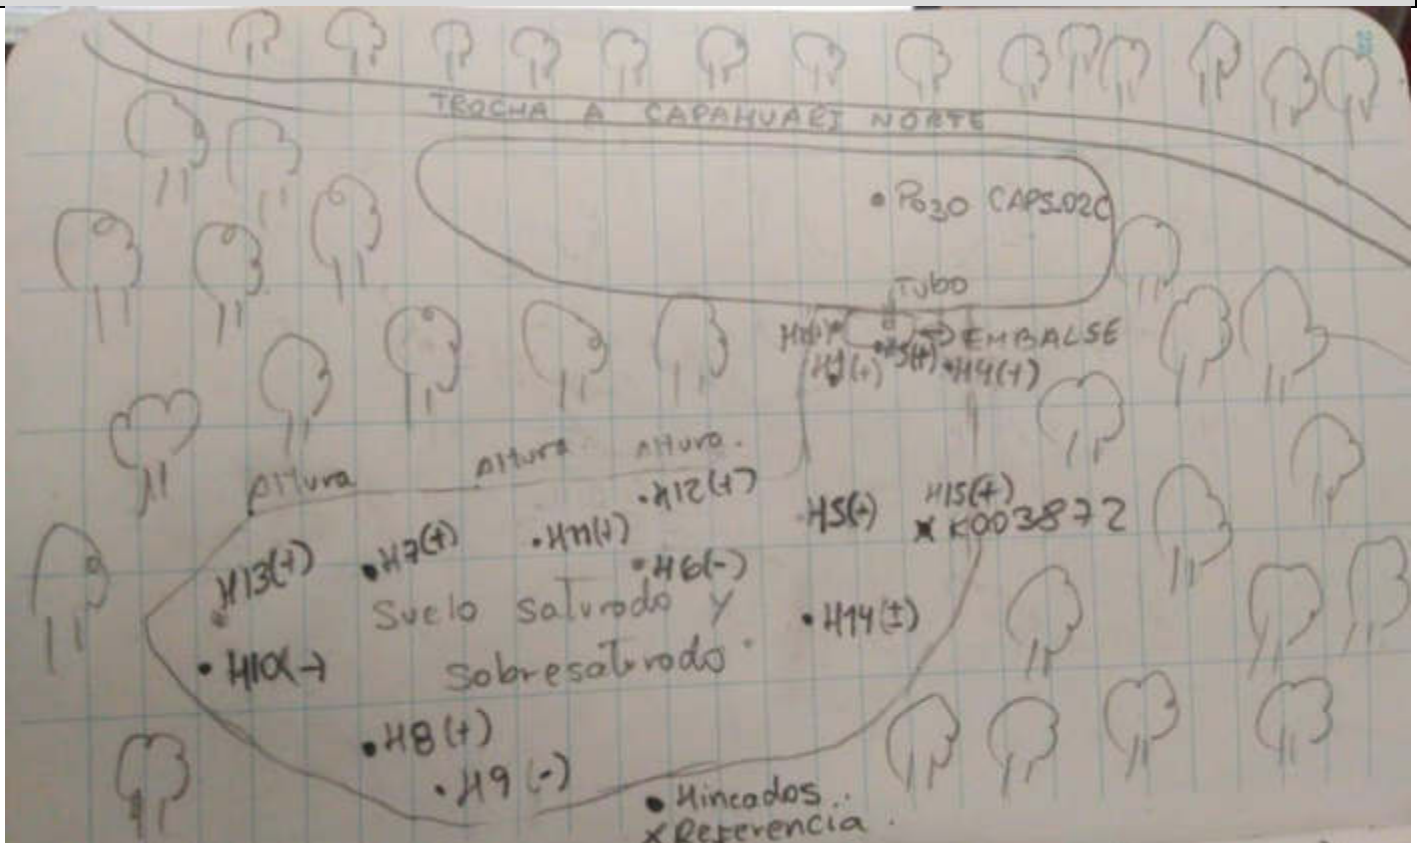 TROCHA A CAPAHUARI NORTE
Pozo CAPS.02C
Tubo
EMBALSE
H4(+)
Altura Altura Altura.
H12(+)
H5(-)
H15(+)
K003872
H13(+)
H7(+)
H11(+)
H6(-)
Suelo Saturado y
Sobresaturado
H14(±)
H10(-)
H8(+)
H9(-)
Hincados
X Referencia